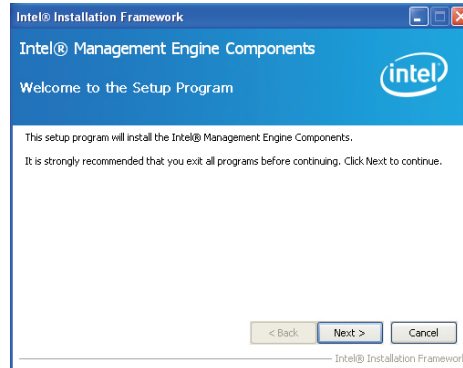 Intel® Installation Framework
Intel® Management Engine Components
Welcome to the Setup Program
intel
This setup program will install the Intel® Management Engine Components.
It is strongly recommended that you exit all programs before continuing. Click Next to continue.
< Back
Next >
Cancel
Intel® Installation Framework